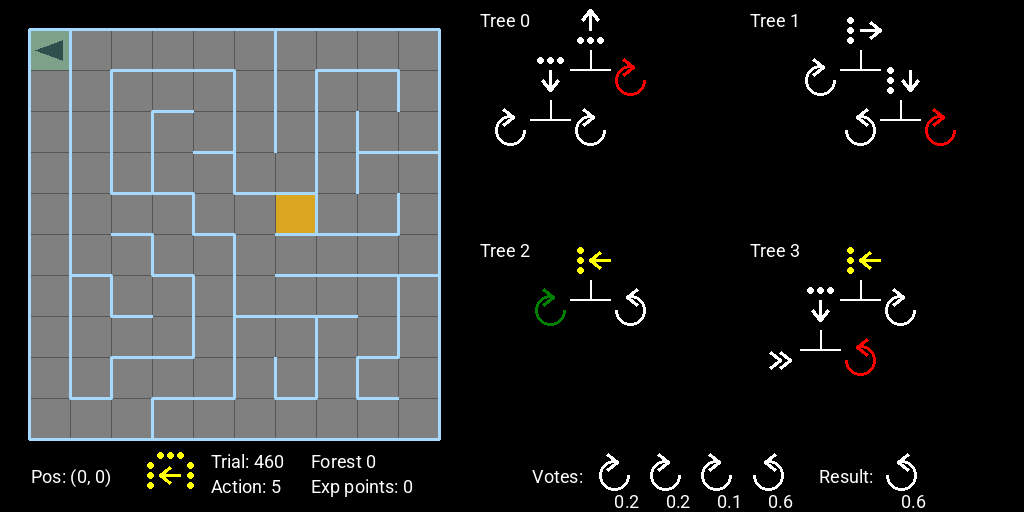 Tree 0
Tree 1
Tree 2
Tree 3
Pos: (0, 0)
Trial: 460
Forest 0
Action: 5
Exp points: 0
Votes:
0.2
0.2
0.1
0.6
Result:
0.6